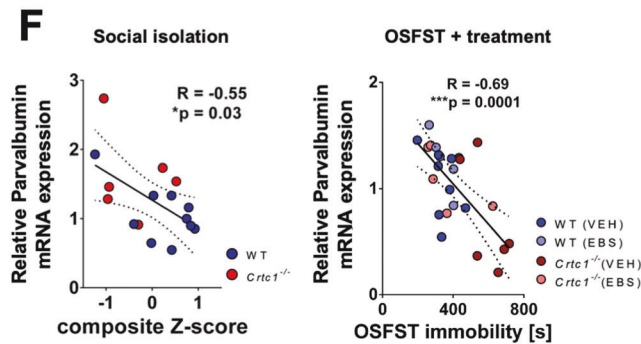 F
Social isolation
R = -0.55
*p = 0.03
Relative Parvalbumin
mRNA expression
3
2
1
0
-1
0
1
composite Z-score
WT
Crtc1-/-
OSFST + treatment
R = -0.69
***p = 0.0001
Relative Parvalbumin
mRNA expression
2
1
0
0
200
400
600
800
OSFST immobility [s]
WT (VEH)
WT (EBS)
Crtc1-/-(VEH)
Crtc1-/-(EBS)